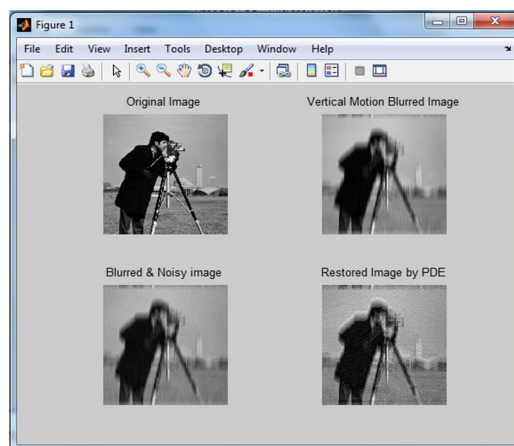 Figure 1
File Edit View Insert Tools Desktop Window Help
Original Image
Vertical Motion Blurred Image
Blurred & Noisy image
Restored Image by PDE